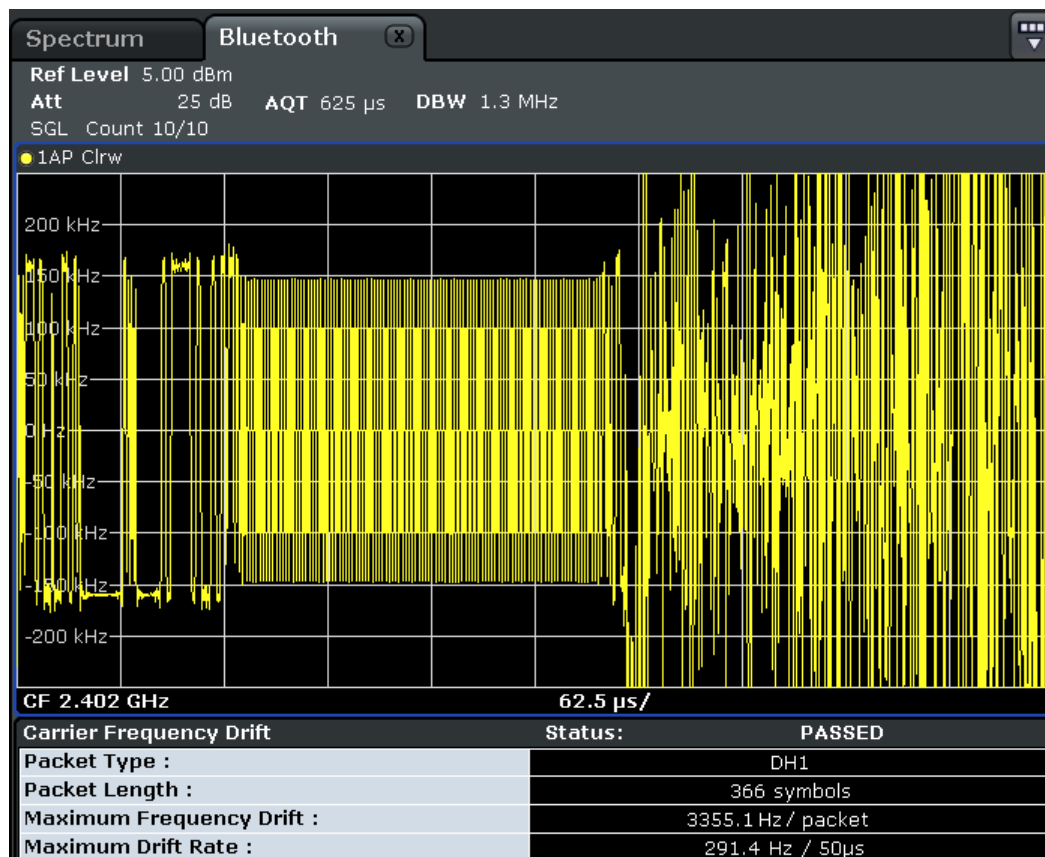 Spectrum Bluetooth X
Ref Level 5.00 dBm
Att 25 dB AQT 625 µs DBW 1.3 MHz
SGL Count 10/10
1AP Clrw
200 kHz
150 kHz
100 kHz
50 kHz
0 Hz
-50 kHz
-100 kHz
-150 kHz
-200 kHz
CF 2.402 GHz 62.5 µs/
Carrier Frequency Drift Status: PASSED
Packet Type : DH1
Packet Length : 366 symbols
Maximum Frequency Drift : 3355.1 Hz / packet
Maximum Drift Rate : 291.4 Hz / 50µs